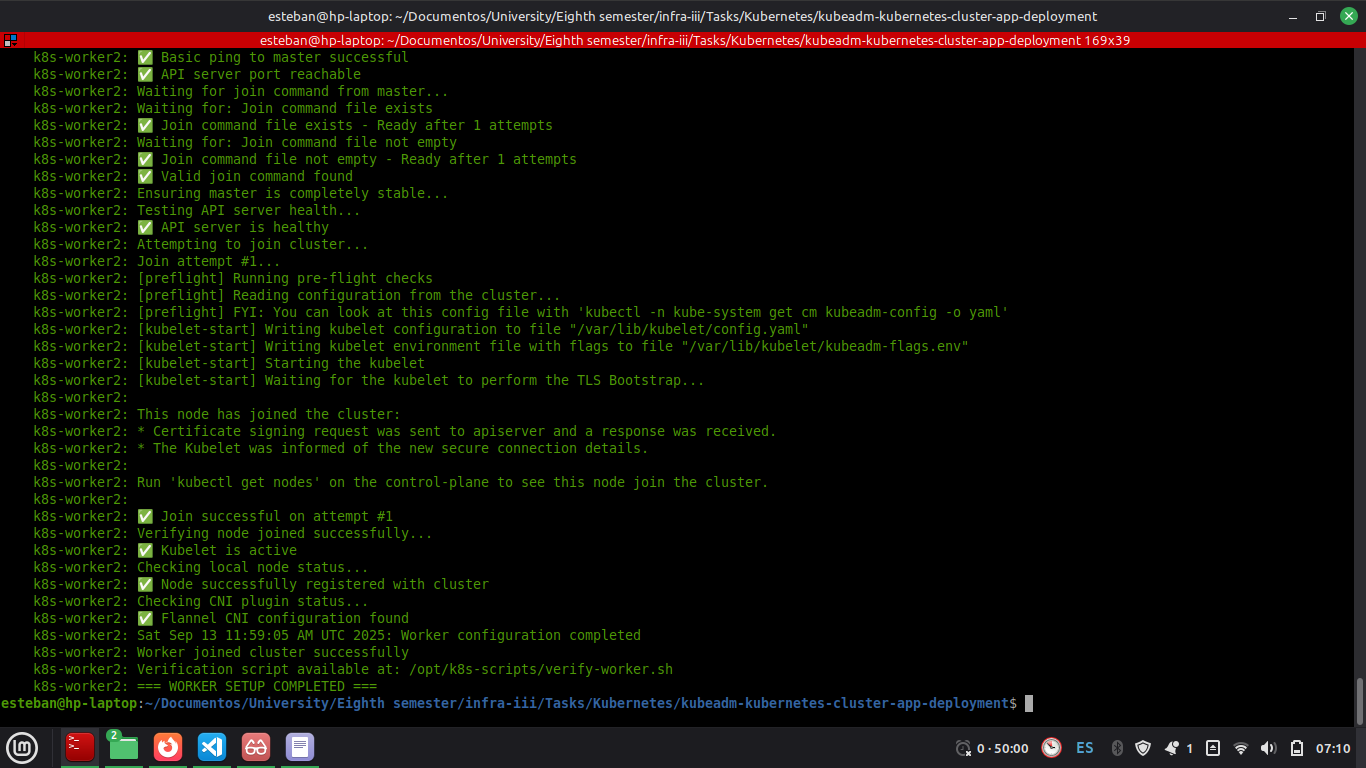 esteban@hp-laptop: ~/Documentos/University/Eighth semester/infra-iii/Tasks/Kubernetes/kubeadm-kubernetes-cluster-app-deployment
esteban@hp-laptop: ~/Documentos/University/Eighth semester/infra-iii/Tasks/Kubernetes/kubeadm-kubernetes-cluster-app-deployment 169x39
k8s-worker2: ✅ Basic ping to master successful
k8s-worker2: ✅ API server port reachable
k8s-worker2: Waiting for join command from master...
k8s-worker2: Waiting for: Join command file exists
k8s-worker2: ✅ Join command file exists - Ready after 1 attempts
k8s-worker2: Waiting for: Join command file not empty
k8s-worker2: ✅ Join command file not empty - Ready after 1 attempts
k8s-worker2: ✅ Valid join command found
k8s-worker2: Ensuring master is completely stable...
k8s-worker2: Testing API server health...
k8s-worker2: ✅ API server is healthy
k8s-worker2: Attempting to join cluster...
k8s-worker2: Join attempt #1...
k8s-worker2: [preflight] Running pre-flight checks
k8s-worker2: [preflight] Reading configuration from the cluster...
k8s-worker2: [preflight] FYI: You can look at this config file with 'kubectl -n kube-system get cm kubeadm-config -o yaml'
k8s-worker2: [kubelet-start] Writing kubelet configuration to file "/var/lib/kubelet/config.yaml"
k8s-worker2: [kubelet-start] Writing kubelet environment file with flags to file "/var/lib/kubelet/kubeadm-flags.env"
k8s-worker2: [kubelet-start] Starting the kubelet
k8s-worker2: [kubelet-start] Waiting for the kubelet to perform the TLS Bootstrap...
k8s-worker2:
k8s-worker2: This node has joined the cluster:
k8s-worker2: * Certificate signing request was sent to apiserver and a response was received.
k8s-worker2: * The Kubelet was informed of the new secure connection details.
k8s-worker2:
k8s-worker2: Run 'kubectl get nodes' on the control-plane to see this node join the cluster.
k8s-worker2:
k8s-worker2: ✅ Join successful on attempt #1
k8s-worker2: Verifying node joined successfully...
k8s-worker2: ✅ Kubelet is active
k8s-worker2: Checking local node status...
k8s-worker2: ✅ Node successfully registered with cluster
k8s-worker2: Checking CNI plugin status...
k8s-worker2: ✅ Flannel CNI configuration found
k8s-worker2: Sat Sep 13 11:59:05 AM UTC 2025: Worker configuration completed
k8s-worker2: Worker joined cluster successfully
k8s-worker2: Verification script available at: /opt/k8s-scripts/verify-worker.sh
k8s-worker2: === WORKER SETUP COMPLETED ===
esteban@hp-laptop:~/Documentos/University/Eighth semester/infra-iii/Tasks/Kubernetes/kubeadm-kubernetes-cluster-app-deployment$
2
0 · 50:00 ES 1 07:10